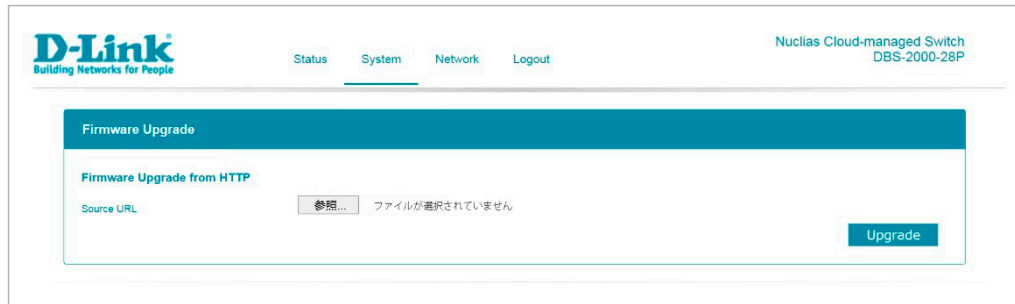 D-Link
Building Networks for People
Status System Network Logout
Nuclias Cloud-managed Switch
DBS-2000-28P
Firmware Upgrade
Firmware Upgrade from HTTP
Source URL 参照... ファイルが選択されていません
Upgrade